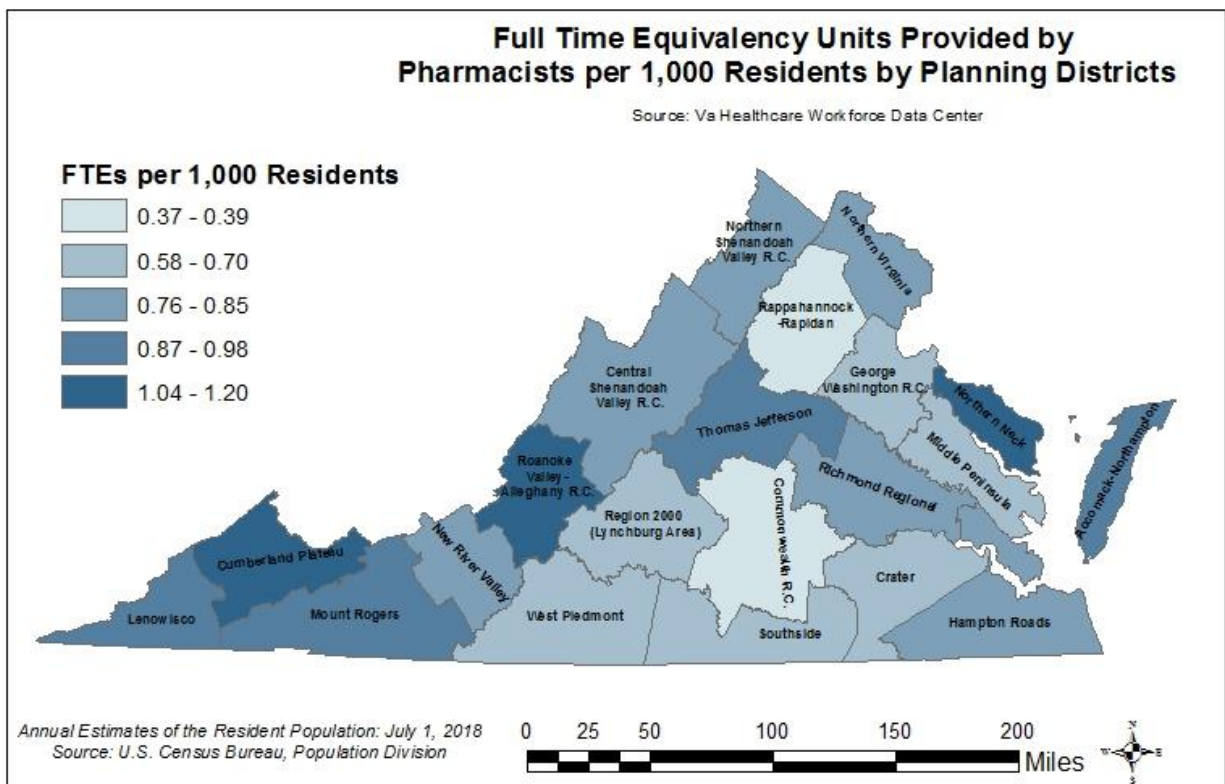 Full Time Equivalency Units Provided by
Pharmacists per 1,000 Residents by Planning Districts
Source: Va Healthcare Workforce Data Center
FTEs per 1,000 Residents
0.37 - 0.39
0.58 - 0.70
0.76 - 0.85
0.87 - 0.98
1.04 - 1.20
Northern
Shenandoah
Valley R.C.
Northern Virginia
Rappahannock
-Rapidan
Central
Shenandoah
Valley R.C.
George
Washington R.C.
Northern Neck
Thomas Jefferson
Middle Peninsula
Accomack-Northampton
Roanoke
Valley-
Alleghany R.C.
Richmond Regional
Commonwealth R.C.
Region 2000
(Lynchburg Area)
New River Valley
Cumberland Plateau
Crater
Lenowisco
Mount Rogers
West Piedmont
Southside
Hampton Roads
Annual Estimates of the Resident Population: July 1, 2018
Source: U.S. Census Bureau, Population Division
0 25 50 100 150 200
Miles
N
W E
S